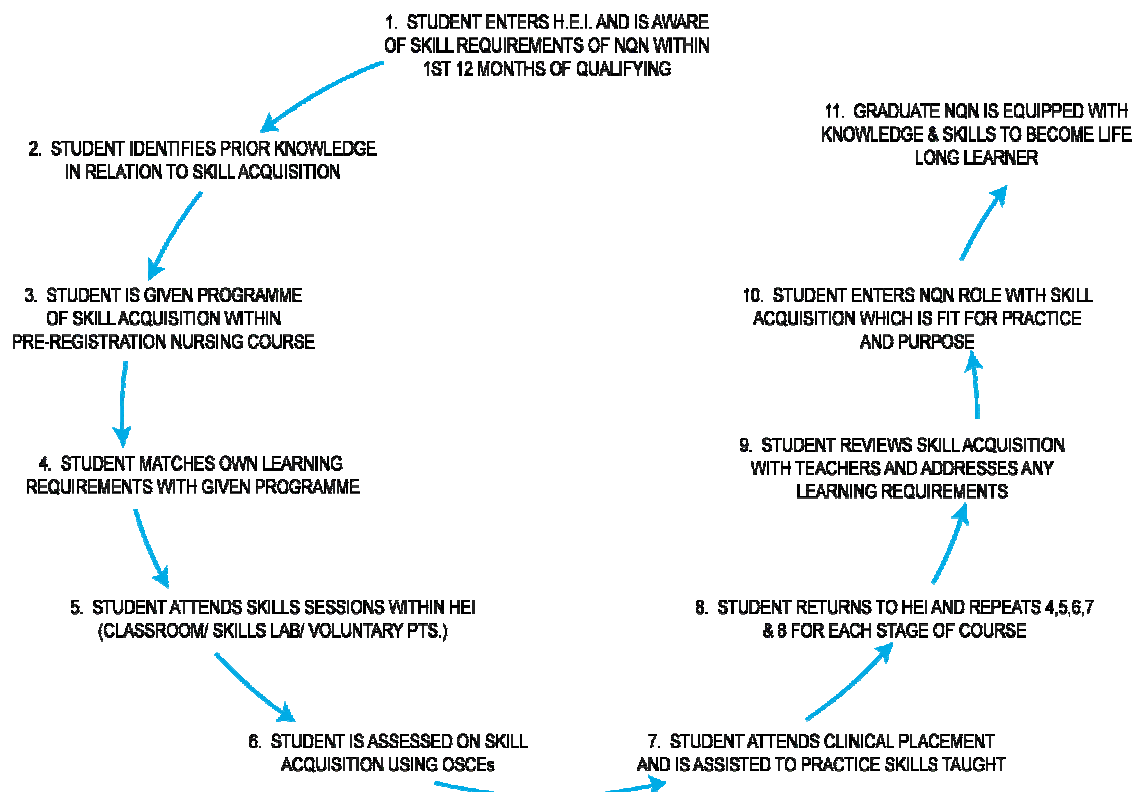 1. STUDENT ENTERS H.E.I. AND IS AWARE
OF SKILL REQUIREMENTS OF NQN WITHIN
1ST 12 MONTHS OF QUALIFYING
2. STUDENT IDENTIFIES PRIOR KNOWLEDGE
IN RELATION TO SKILL ACQUISITION
3. STUDENT IS GIVEN PROGRAMME
OF SKILL ACQUISITION WITHIN
PRE-REGISTRATION NURSING COURSE
4. STUDENT MATCHES OWN LEARNING
REQUIREMENTS WITH GIVEN PROGRAMME
5. STUDENT ATTENDS SKILLS SESSIONS WITHIN HEI
(CLASSROOM/ SKILLS LAB/ VOLUNTARY PTS.)
6. STUDENT IS ASSESSED ON SKILL
ACQUISITION USING OSCEs
7. STUDENT ATTENDS CLINICAL PLACEMENT
AND IS ASSISTED TO PRACTICE SKILLS TAUGHT
8. STUDENT RETURNS TO HEI AND REPEATS 4,5,6,7
& 8 FOR EACH STAGE OF COURSE
9. STUDENT REVIEWS SKILL ACQUISITION
WITH TEACHERS AND ADDRESSES ANY
LEARNING REQUIREMENTS
10. STUDENT ENTERS NQN ROLE WITH SKILL
ACQUISITION WHICH IS FIT FOR PRACTICE
AND PURPOSE
11. GRADUATE NQN IS EQUIPPED WITH
KNOWLEDGE & SKILLS TO BECOME LIFE
LONG LEARNER